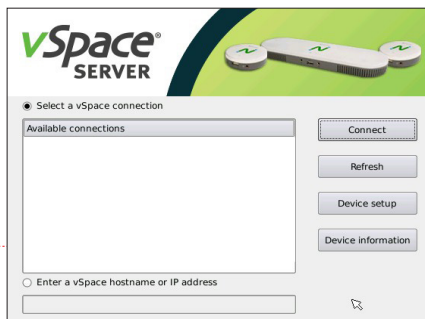 vSpace®
SERVER
Select a vSpace connection
Available connections
Connect
Refresh
Device setup
Device information
Enter a vSpace hostname or IP address